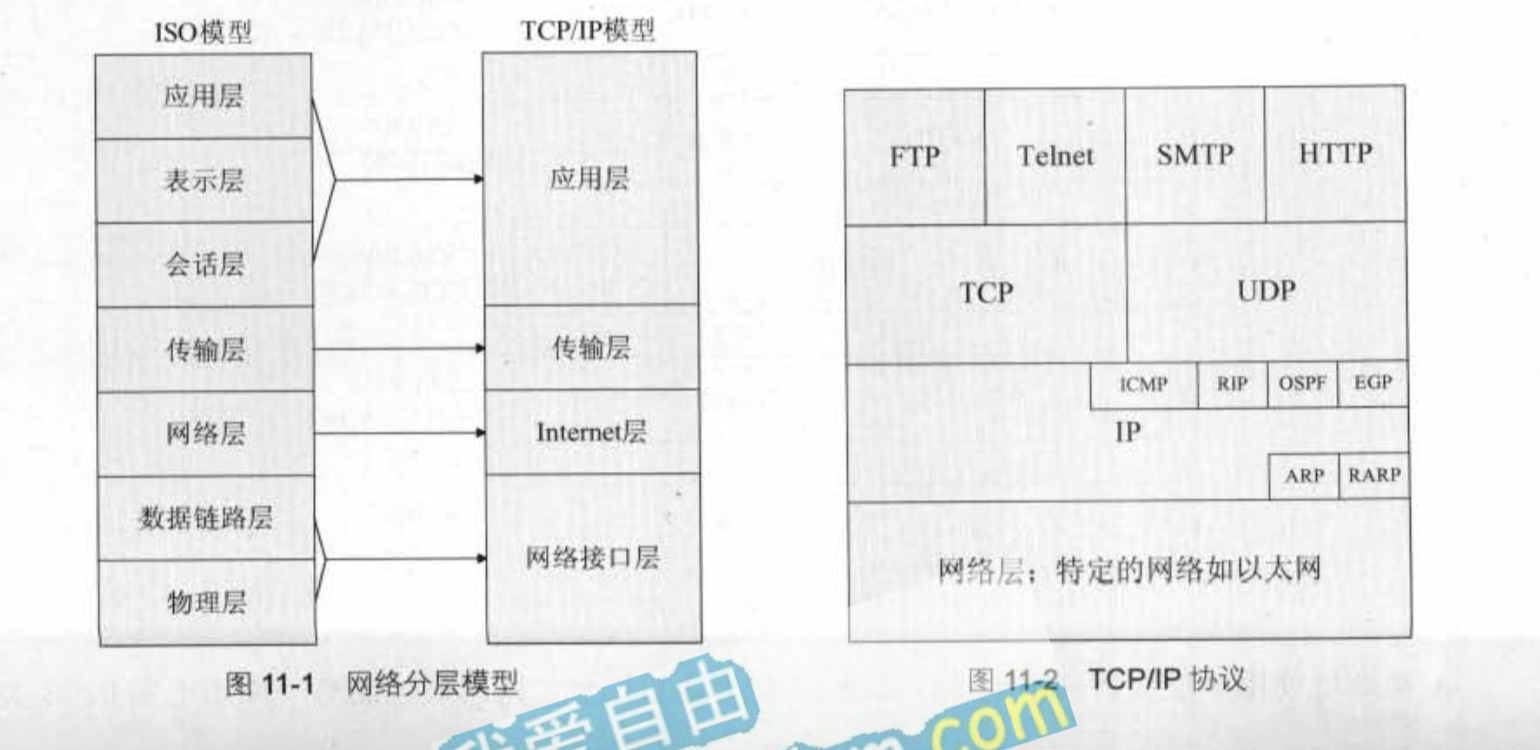 ISO模型
应用层
表示层
会话层
传输层
网络层
数据链路层
物理层
TCP/IP模型
应用层
传输层
Internet层
网络接口层
图 11-1 网络分层模型
FTP Telnet SMTP HTTP
TCP UDP
ICMP RIP OSPF EGP
IP
ARP RARP
网络层；特定的网络如以太网
图 11-2 TCP/IP 协议
我爱自由
com